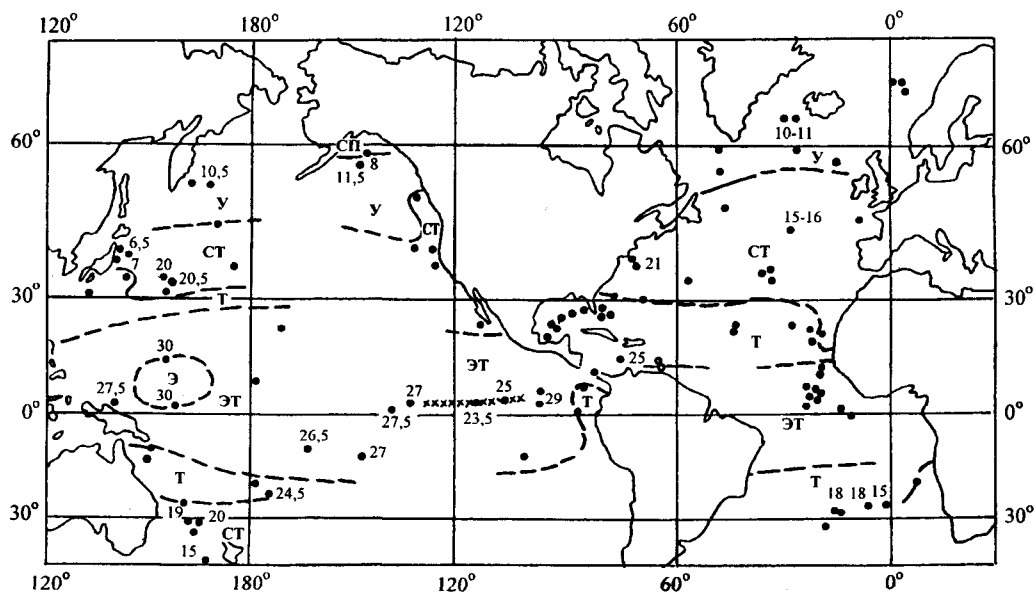 180° 120° 60° 0°
60° СП 8 10-11 60°
10,5 11,5 У
У У 15-16
6,5 СТ СТ СТ
7 20 20,5 21
30° Т 30°
30 Т
Э ЭТ 25
27,5 30 ЭТ 27 25 29 Т
0° 27,5 23,5 ЭТ 0°
26,5 27
Т Т
24,5 18 18 15
30° 19 20 30°
СТ
15
120° 180° 120° 60° 0°